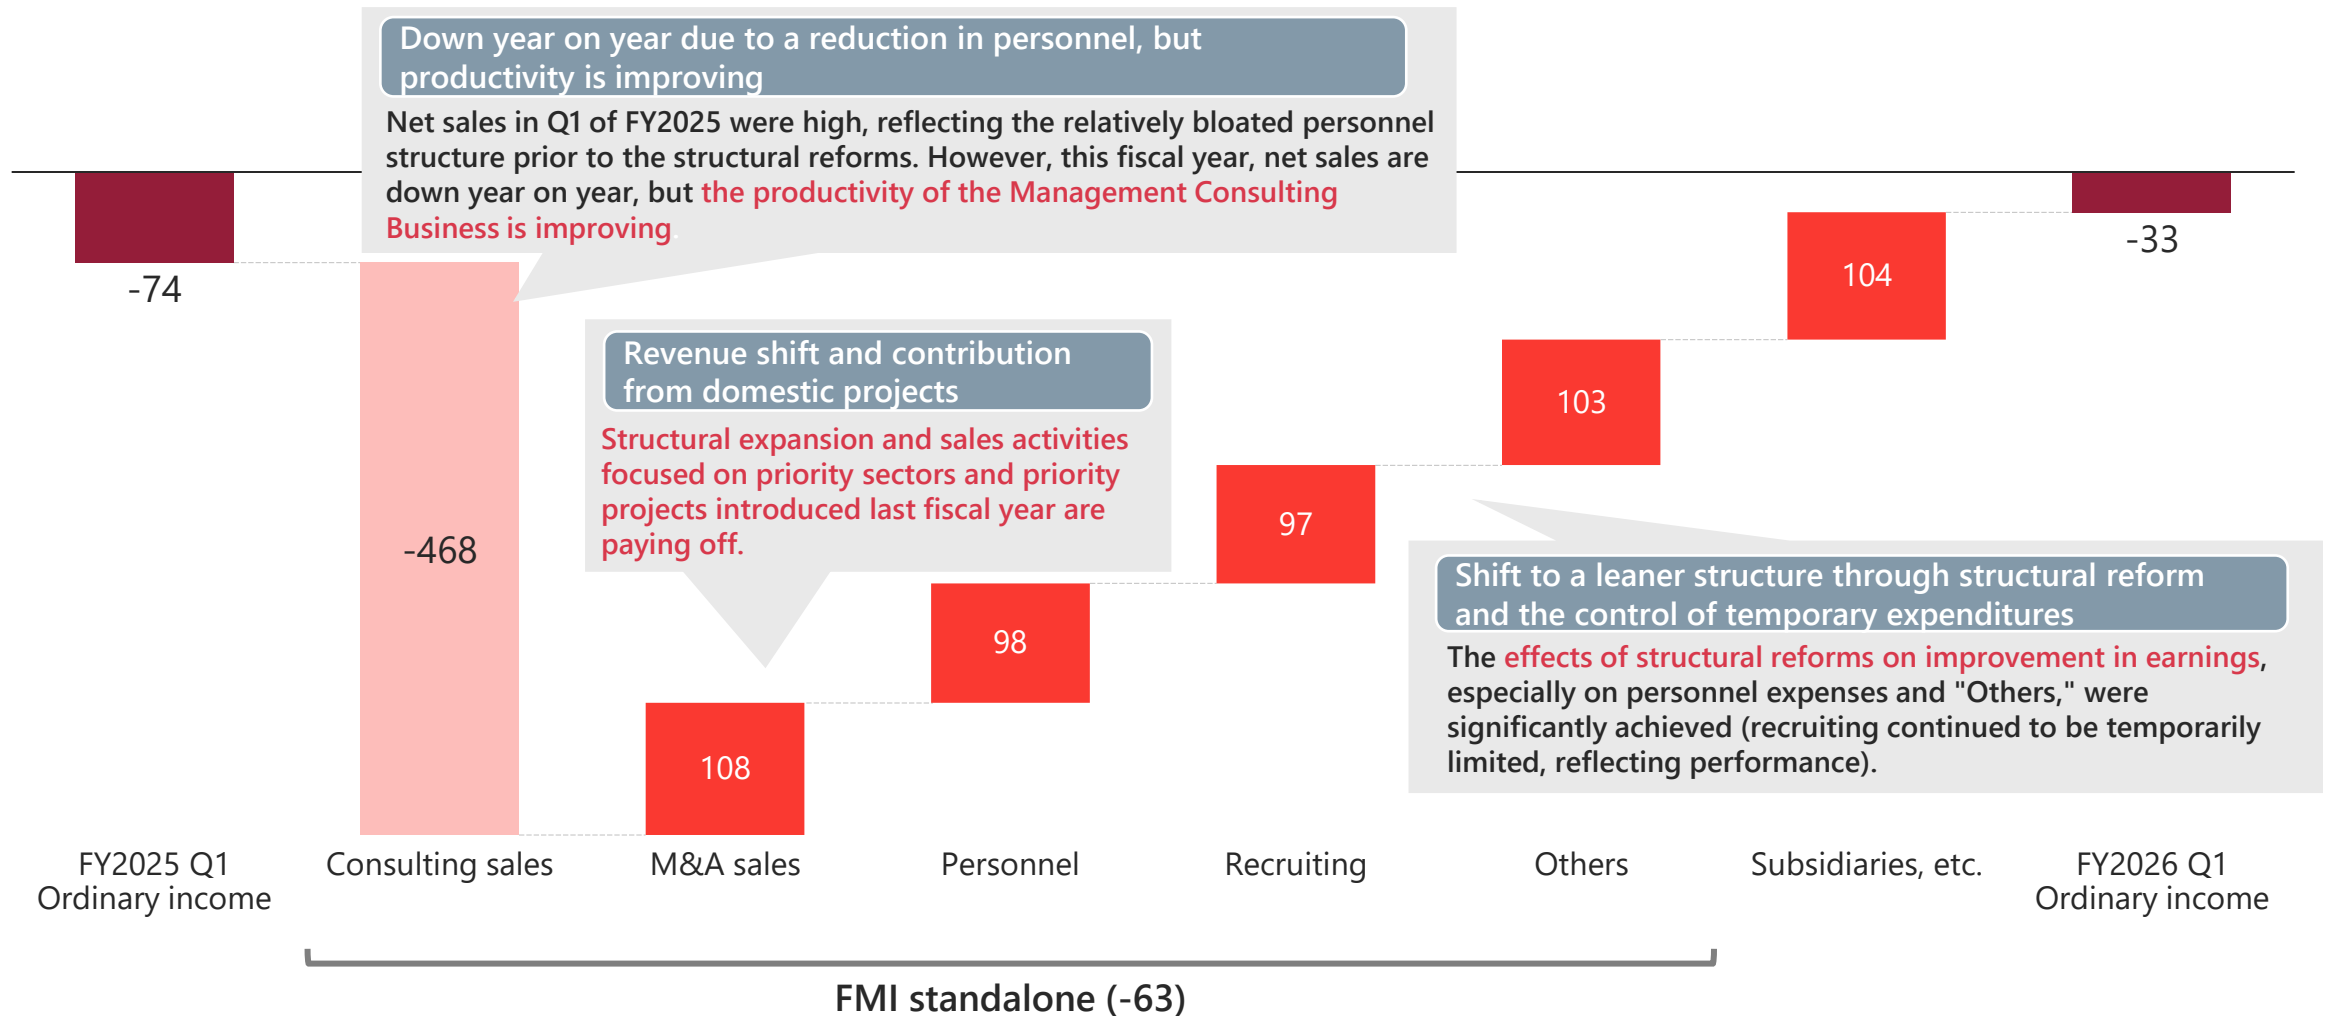 Down year on year due to a reduction in personnel, but
productivity is improving
Net sales in Q1 of FY2025 were high, reflecting the relatively bloated personnel
structure prior to the structural reforms. However, this fiscal year, net sales are
down year on year, but the productivity of the Management Consulting
Business is improving.
-74
-468
Revenue shift and contribution
from domestic projects
Structural expansion and sales activities
focused on priority sectors and priority
projects introduced last fiscal year are
paying off.
108
98
97
103
104
-33
Shift to a leaner structure through structural reform
and the control of temporary expenditures
The effects of structural reforms on improvement in earnings,
especially on personnel expenses and "Others," were
significantly achieved (recruiting continued to be temporarily
limited, reflecting performance).
FY2025 Q1
Ordinary income
Consulting sales
M&A sales
Personnel
Recruiting
Others
Subsidiaries, etc.
FY2026 Q1
Ordinary income
FMI standalone (-63)